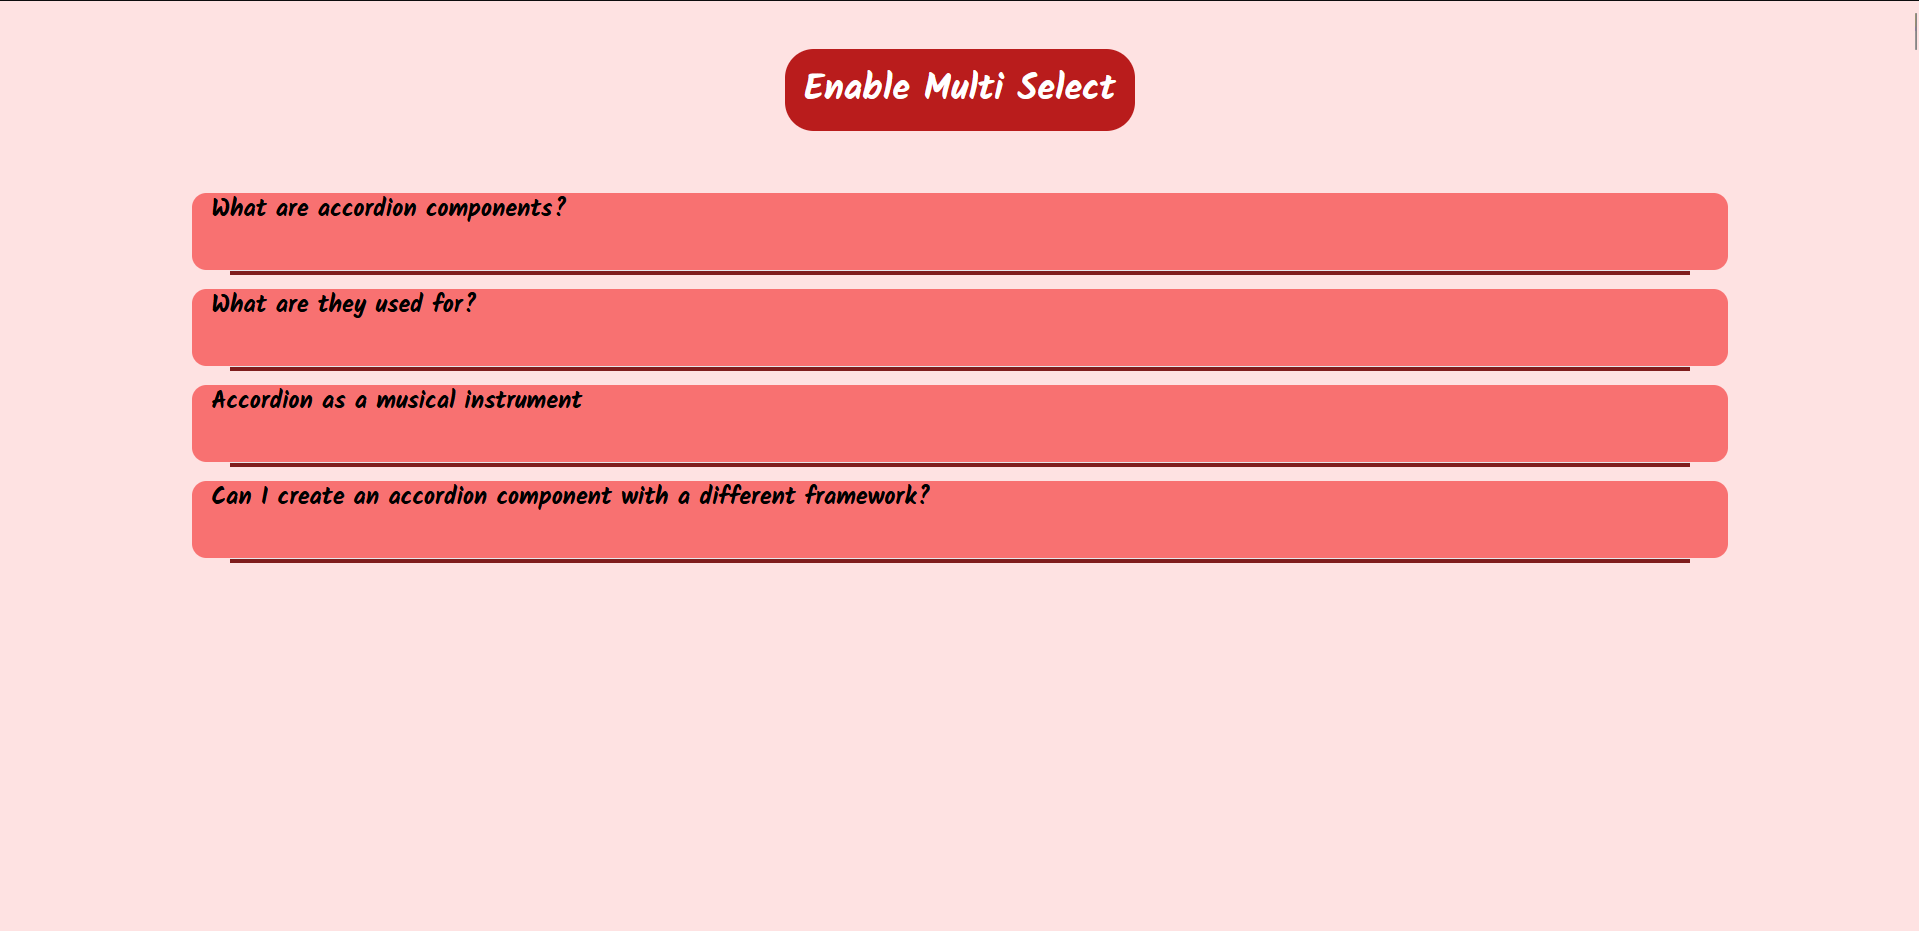 Enable Multi Select
What are accordion components?
What are they used for?
Accordion as a musical instrument
Can I create an accordion component with a different framework?